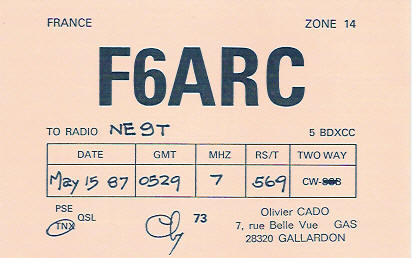 FRANCE ZONE 14
F6ARC
TO RADIO NE9T 5 BDXCC
DATE GMT MHZ RS/T TWO WAY
May 15 87 0529 7 569 CW-SSB
PSE QSL TNX 73 Olivier CADO
7, rue Belle Vue GAS
28320 GALLARDON